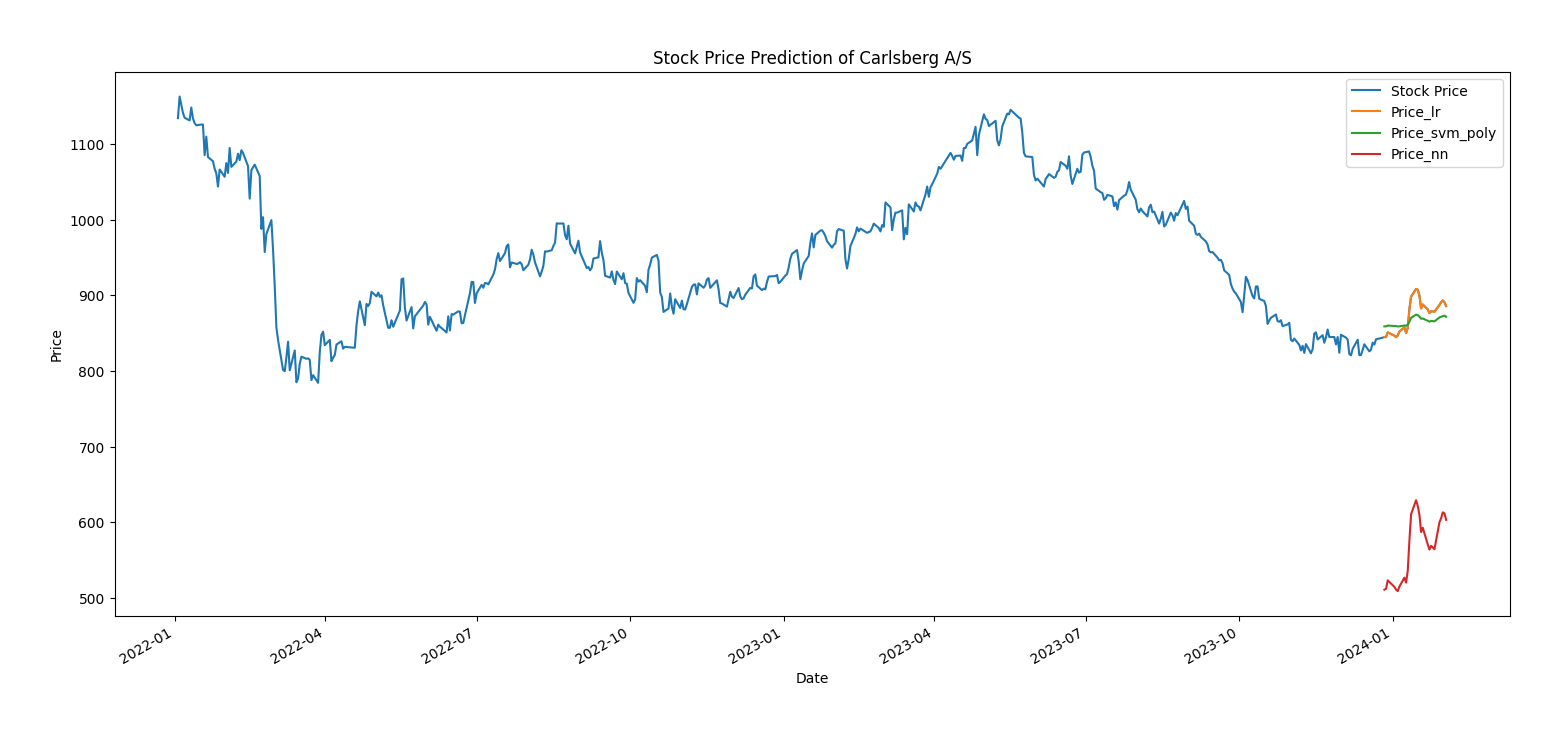 Stock Price Prediction of Carlsberg A/S
Stock Price
Price_lr
Price_svm_poly
Price_nn
1100
1000
900
800
700
600
500
Price
2022-01
2022-04
2022-07
2022-10
2023-01
2023-04
2023-07
2023-10
2024-01
Date